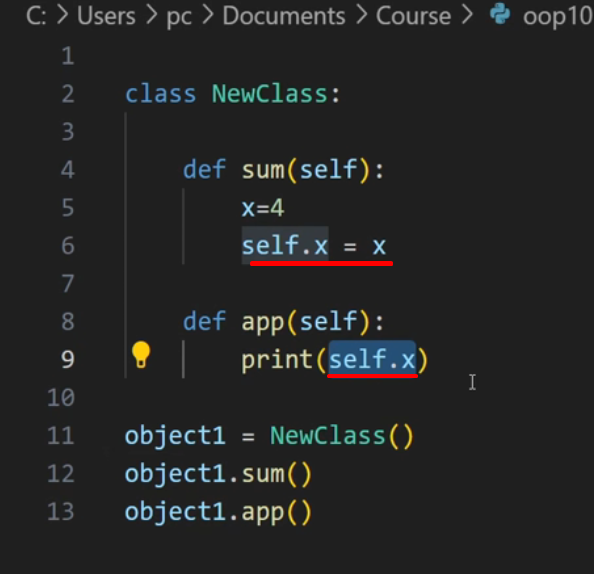 C: > Users > pc > Documents > Course > oop10
1
2 class NewClass:
3
4 def sum(self):
5 x=4
6 self.x = x
7
8 def app(self):
9 print(self.x)
10
11 object1 = NewClass()
12 object1.sum()
13 object1.app()